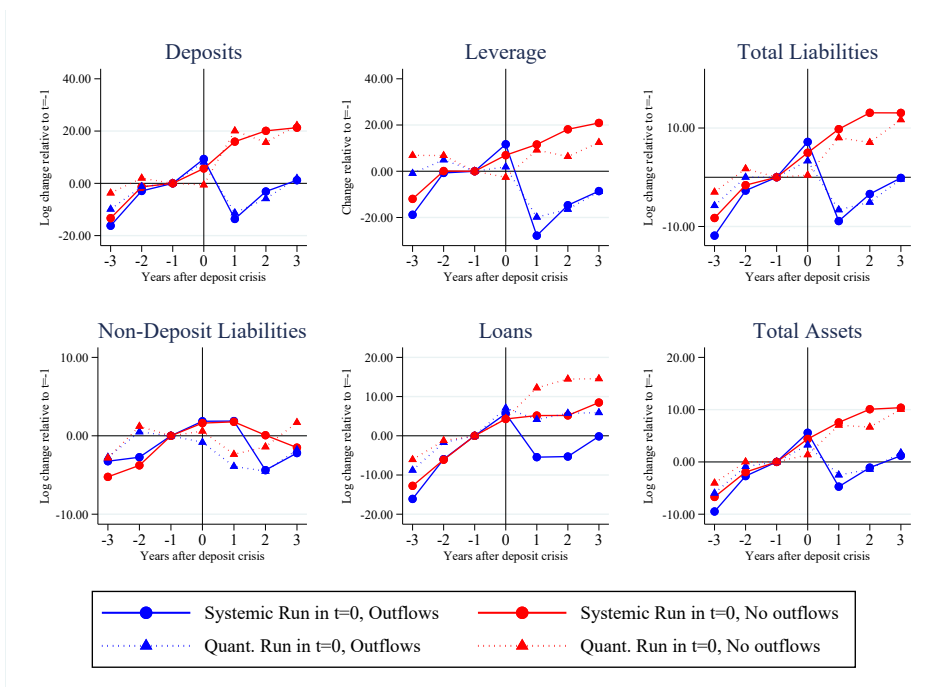 Deposits
Log change relative to t=-1
40.00
20.00
0.00
-20.00
-3 -2 -1 0 1 2 3
Years after deposit crisis
Leverage
Change relative to t=-1
40.00
20.00
0.00
-20.00
-3 -2 -1 0 1 2 3
Years after deposit crisis
Total Liabilities
Log change relative to t=-1
10.00
-10.00
-3 -2 -1 0 1 2 3
Years after deposit crisis
Non-Deposit Liabilities
Log change relative to t=-1
10.00
0.00
-10.00
-3 -2 -1 0 1 2 3
Years after deposit crisis
Loans
Log change relative to t=-1
20.00
10.00
0.00
-10.00
-20.00
-3 -2 -1 0 1 2 3
Years after deposit crisis
Total Assets
Log change relative to t=-1
20.00
10.00
0.00
-10.00
-3 -2 -1 0 1 2 3
Years after deposit crisis
Systemic Run in t=0, Outflows
Systemic Run in t=0, No outflows
Quant. Run in t=0, Outflows
Quant. Run in t=0, No outflows